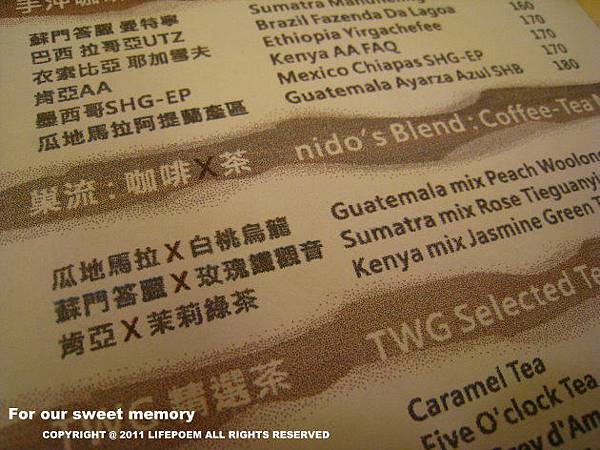 手沖咖啡
蘇門答臘 曼特寧 Sumatra Mandheling
巴西 拉哥亞UTZ Brazil Fazenda Da Lagoa 160
衣索比亞 耶加雪夫 Ethiopia Yirgachefee 170
肯亞AA Kenya AA FAQ 170
墨西哥SHG-EP Mexico Chiapas SHG-EP 170
瓜地馬拉阿提蘭產區 Guatemala Ayarza Azul SHB 180
巢流：咖啡X茶 nido's Blend : Coffee-Tea
瓜地馬拉X白桃烏龍 Guatemala mix Peach Woolong
蘇門答臘X玫瑰鐵觀音 Sumatra mix Rose Tieguanyi
肯亞X茉莉綠茶 Kenya mix Jasmine Green T
TWG 精選茶 TWG Selected Te
Caramel Tea
Five O'clock Tea
Grey d'Am
For our sweet memory
COPYRIGHT @ 2011 LIFEPOEM ALL RIGHTS RESERVED